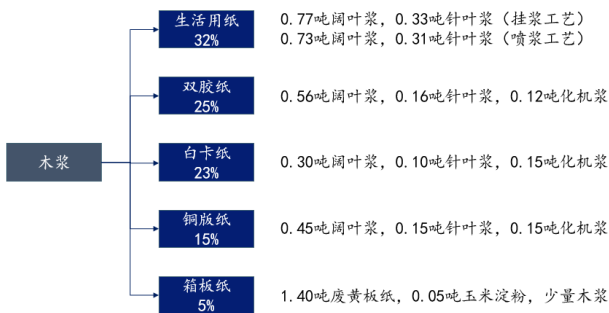 木浆
生活用纸
32%
0.77吨阔叶浆，0.33吨针叶浆（挂浆工艺）
0.73吨阔叶浆，0.31吨针叶浆（喷浆工艺）
双胶纸
25%
0.56吨阔叶浆，0.16吨针叶浆，0.12吨化机浆
白卡纸
23%
0.30吨阔叶浆，0.10吨针叶浆，0.15吨化机浆
铜版纸
15%
0.45吨阔叶浆，0.15吨针叶浆，0.15吨化机浆
箱板纸
5%
1.40吨废黄板纸，0.05吨玉米淀粉，少量木浆